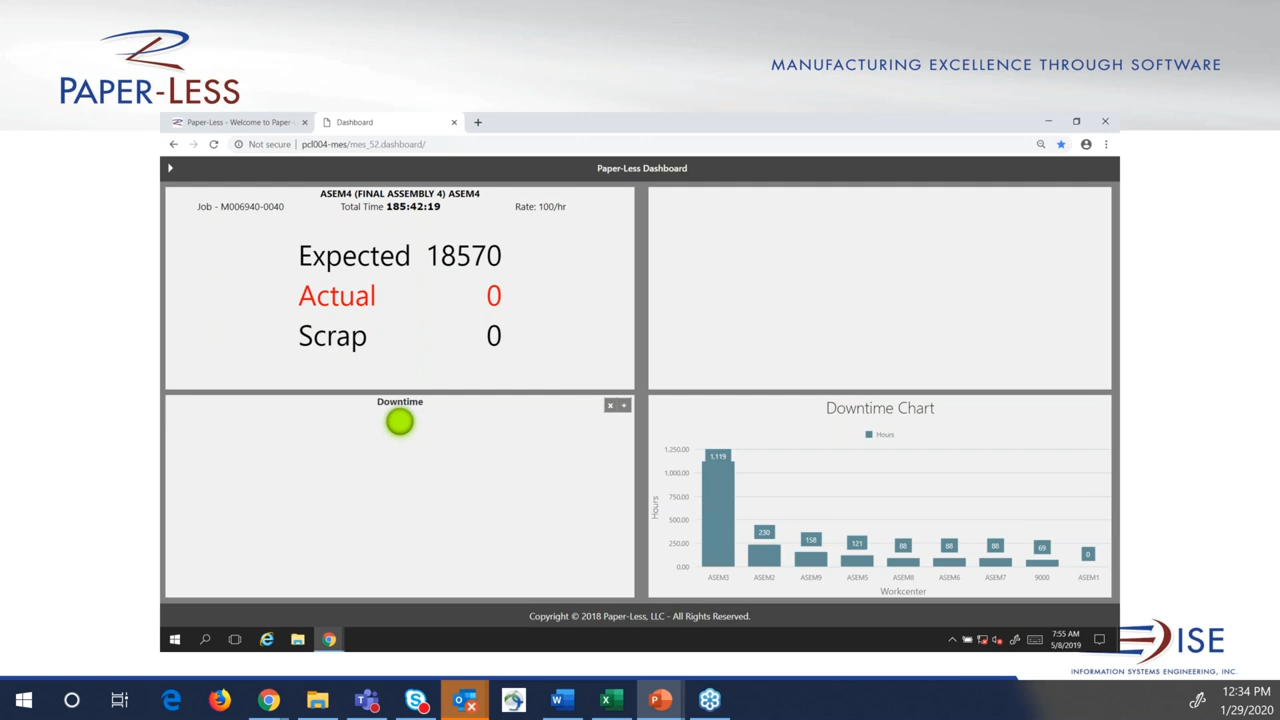 PAPER-LESS
MANUFACTURING EXCELLENCE THROUGH SOFTWARE
Paper-Less - Welcome to Paper-L
Dashboard
Not secure | pcl004-mes/mes_52.dashboard/
Paper-Less Dashboard
ASEM4 (FINAL ASSEMBLY 4) ASEM4
Job - M006940-0040 Total Time 185:42:19 Rate: 100/hr
Expected 18570
Actual 0
Scrap 0
Downtime
x +
Downtime Chart
Hours
1,250.00
1,000.00
750.00
500.00
250.00
0.00
Hours
1,119 230 158 121 88 88 88 69 0
ASEM3 ASEM2 ASEM9 ASEM5 ASEM8 ASEM6 ASEM7 9000 ASEM1
Workcenter
Copyright © 2018 Paper-Less, LLC - All Rights Reserved.
7:55 AM
5/8/2019
ISE
INFORMATION SYSTEMS ENGINEERING, INC.
12:34 PM
1/29/2020